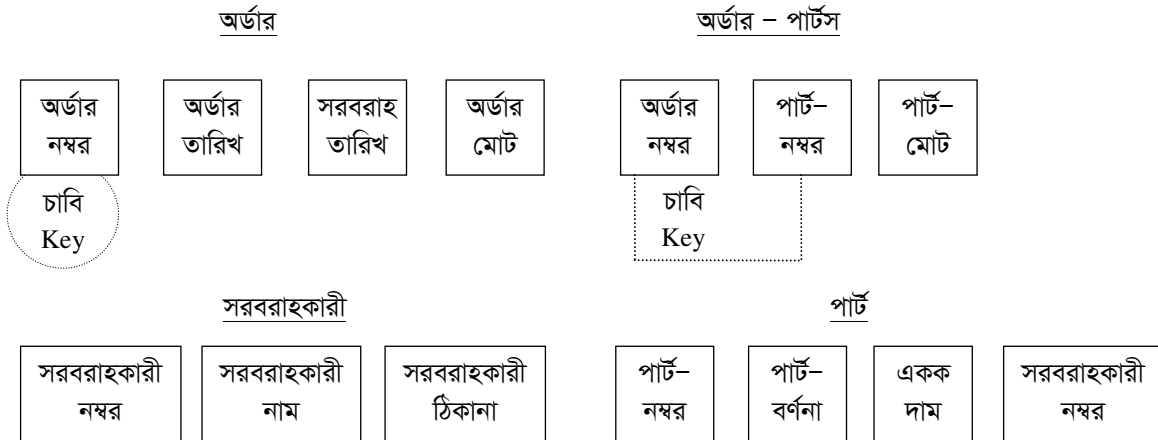 অর্ডার
অর্ডার – পার্টস
অর্ডার
নম্বর
অর্ডার
তারিখ
সরবরাহ
তারিখ
অর্ডার
মোট
অর্ডার
নম্বর
পার্ট–
নম্বর
পার্ট–
মোট
চাবি
Key
চাবি
Key
সরবরাহকারী
পার্ট
সরবরাহকারী
নম্বর
সরবরাহকারী
নাম
সরবরাহকারী
ঠিকানা
পার্ট–
নম্বর
পার্ট–
বর্ণনা
একক
দাম
সরবরাহকারী
নম্বর